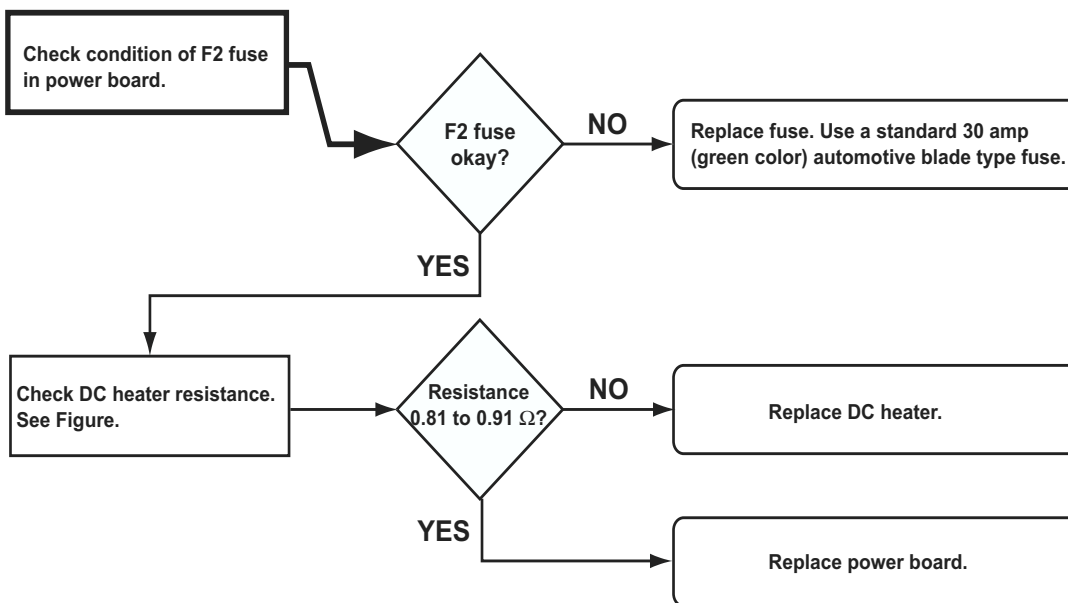 Check condition of F2 fuse
in power board.
F2 fuse
okay?
NO
Replace fuse. Use a standard 30 amp
(green color) automotive blade type fuse.
YES
Check DC heater resistance.
See Figure.
Resistance
0.81 to 0.91 Ω?
NO
Replace DC heater.
YES
Replace power board.